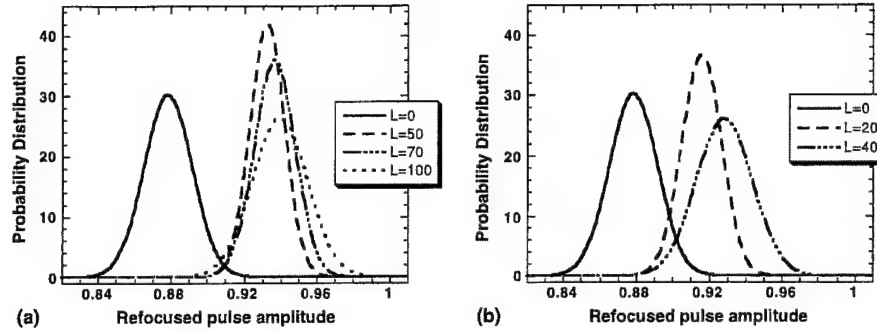 Probability Distribution
40
30
20
10
0
L=0
L=50
L=70
L=100
0.84
0.88
0.92
0.96
1
(a)
Refocused pulse amplitude
Probability Distribution
40
30
20
10
0
L=0
L=20
L=40
0.84
0.88
0.92
0.96
1
(b)
Refocused pulse amplitude